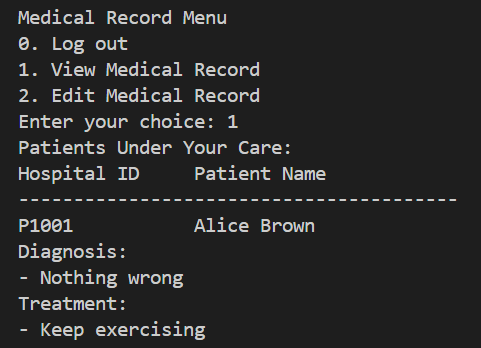 Medical Record Menu
0. Log out
1. View Medical Record
2. Edit Medical Record
Enter your choice: 1
Patients Under Your Care:
Hospital ID     Patient Name
----------------------------------------
P1001           Alice Brown
Diagnosis:
- Nothing wrong
Treatment:
- Keep exercising